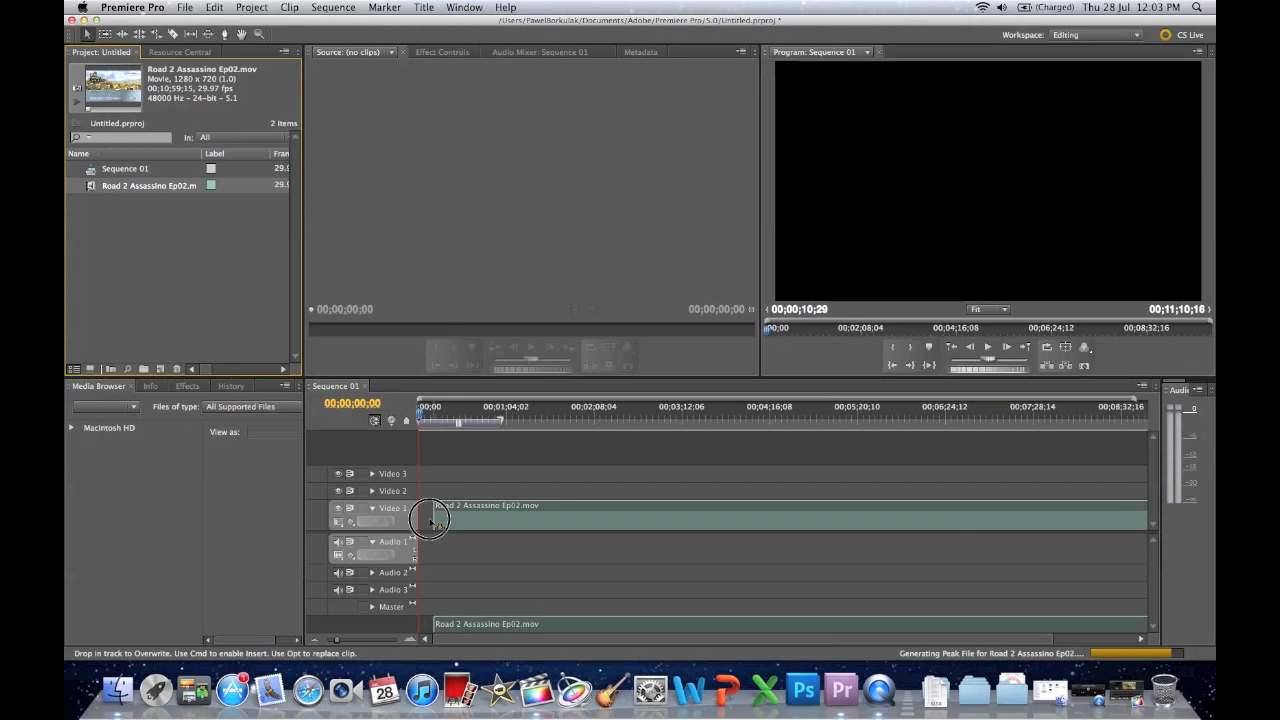 Premiere Pro File Edit Project Clip Sequence Marker Title Window Help (Charged) Thu 28 Jul 12:03 PM
/Users/PawelBorkulak/Documents/Adobe/Premiere Pro/5.0/Untitled.prproj *
Workspace: Editing CS Live
Project: Untitled Resource Central
Source: (no clips) Effect Controls Audio Mixer: Sequence 01 Metadata
Program: Sequence 01
Road 2 Assassino Ep02.mov
Movie, 1280 x 720 (1.0)
00;10;59;15, 29.97 fps
48000 Hz - 24-bit - 5.1
Untitled.prproj 2 Items
In: All
Name Label Fran
Sequence 01 29.9
Road 2 Assassino Ep02.m 29.9
00;00;00;00 00;00;00;00
00;00;10;29 Fit 00;11;10;16
00;00 00;02;08;04 00;04;16;08 00;06;24;12 00;08;32;16
Media Browser Info Effects History
Files of type: All Supported Files
Macintosh HD View as:
Sequence 01
00;00;00;00
00;00 00;01;04;02 00;02;08;04 00;03;12;06 00;04;16;08 00;05;20;10 00;06;24;12 00;07;28;14 00;08;32;16
Video 3
Video 2
Video 1 Road 2 Assassino Ep02.mov
Audio 1
L
R
Audio 2
Audio 3
Master
Road 2 Assassino Ep02.mov
Audio
0
-6
-12
-18
Drop in track to Overwrite. Use Cmd to enable Insert. Use Opt to replace clip. Generating Peak File for Road 2 Assassino Ep02....
1
28
W P X Ps Pr